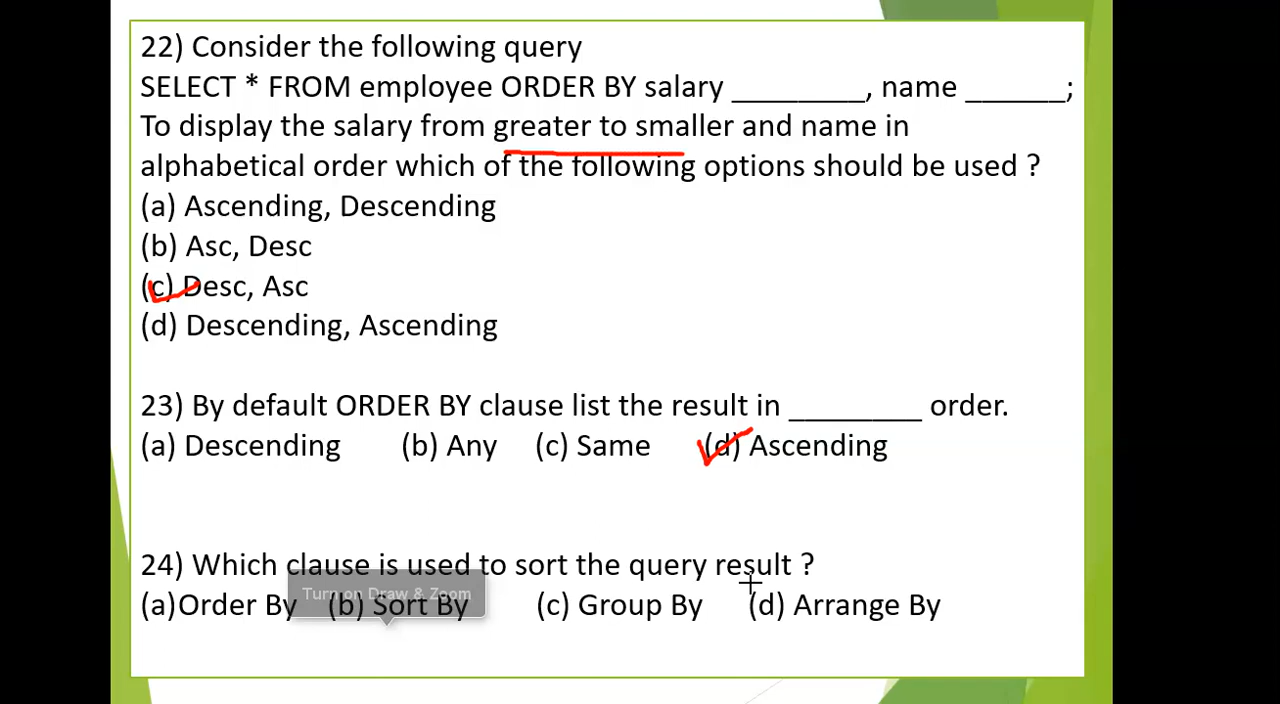 22) Consider the following query
SELECT * FROM employee ORDER BY salary ________, name ______;
To display the salary from greater to smaller and name in
alphabetical order which of the following options should be used ?
(a) Ascending, Descending
(b) Asc, Desc
(c) Desc, Asc
(d) Descending, Ascending
23) By default ORDER BY clause list the result in ________ order.
(a) Descending (b) Any (c) Same (d) Ascending
24) Which clause is used to sort the query result ?
Turn on Draw & Zoom
(a)Order By (b) Sort By (c) Group By (d) Arrange By